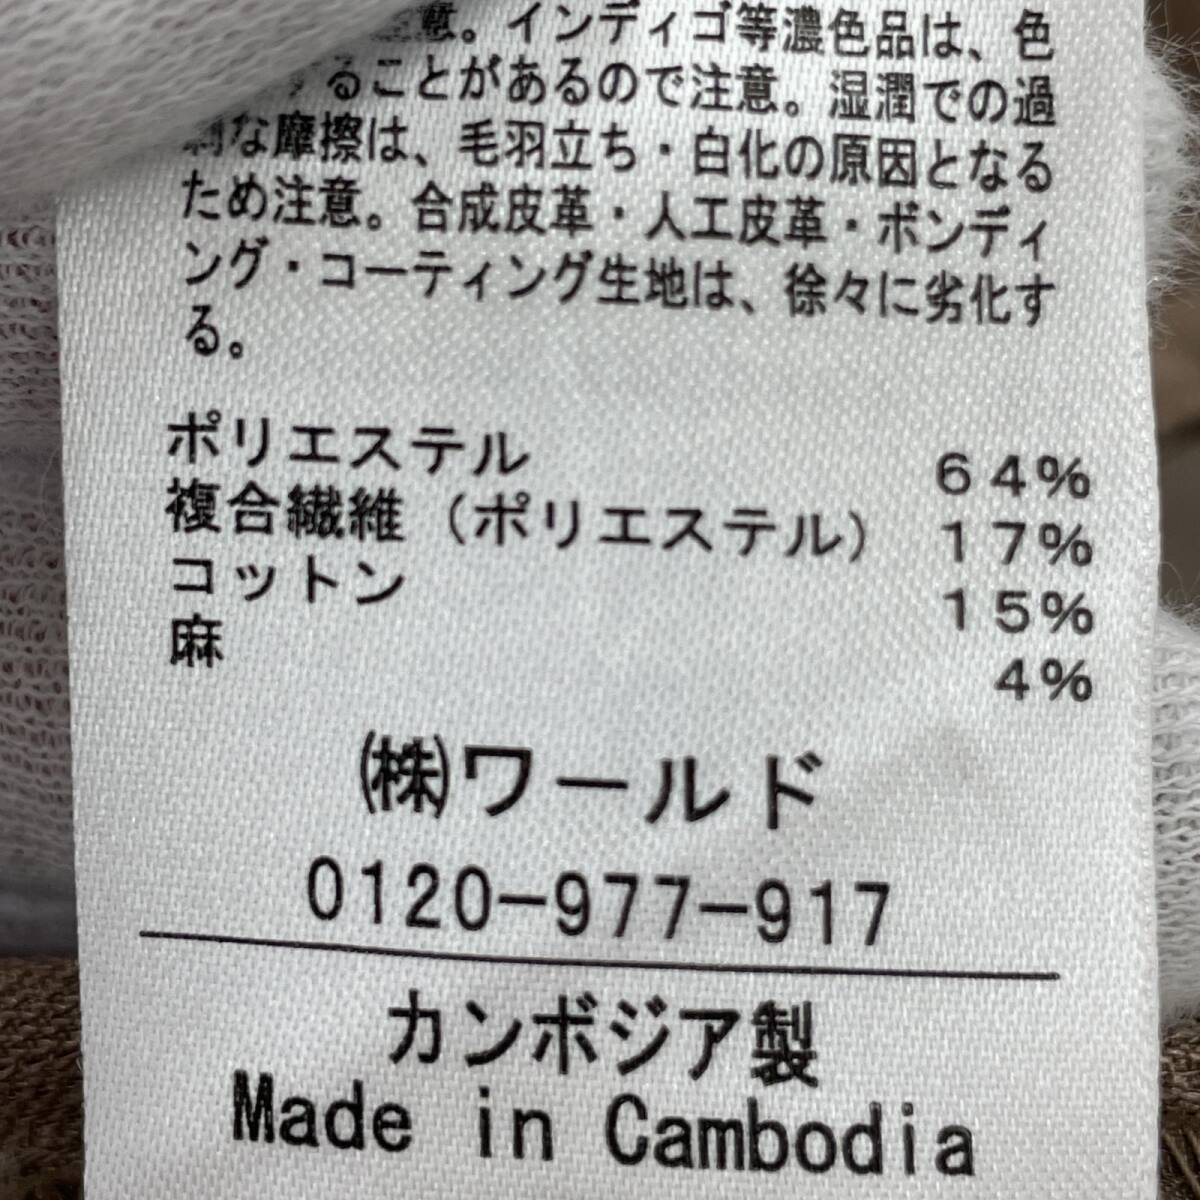 意。インディゴ等濃色品は、色
ることがあるので注意。湿潤での過
剰な摩擦は、毛羽立ち・白化の原因となる
ため注意。合成皮革・人工皮革・ボンディ
ング・コーティング生地は、徐々に劣化す
る。
ポリエステル 64%
複合繊維（ポリエステル） 17%
コットン 15%
麻 4%
㈱ワールド
0120-977-917
カンボジア製
Made in Cambodia